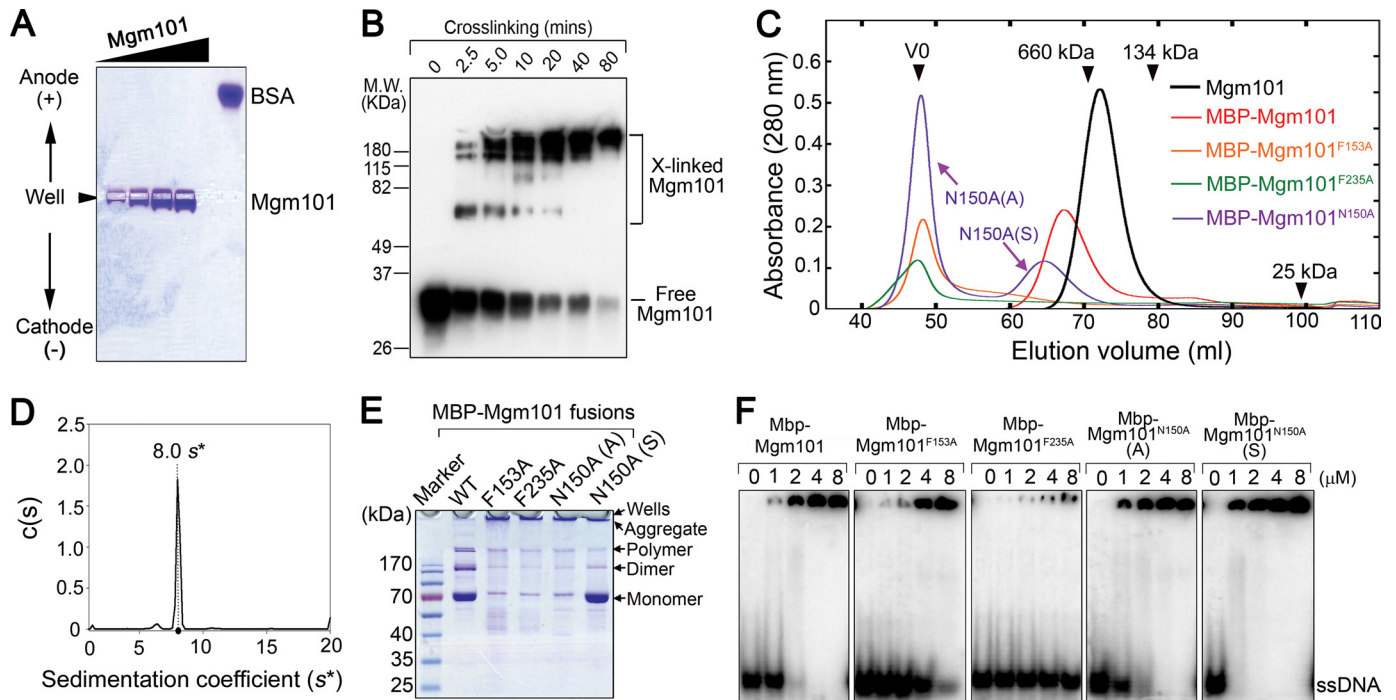 A
Mgm101
Anode
(+)
BSA
Well
Mgm101
Cathode
(-)
B
Crosslinking (mins)
0 2.5 5.0 10 20 40 80
M.W.
(KDa)
180
115
82
49
37
26
X-linked
Mgm101
Free
Mgm101
C
V0
660 kDa
134 kDa
25 kDa
Mgm101
MBP-Mgm101
MBP-Mgm101F153A
MBP-Mgm101F235A
MBP-Mgm101N150A
N150A(A)
N150A(S)
Absorbance (280 nm)
0.5
0.4
0.3
0.2
0.1
0
40 50 60 70 80 90 100 110
Elution volume (ml)
D
8.0 s*
c(s)
2.5
2.0
1.5
1.0
0.5
0
0 5 10 15 20
Sedimentation coefficient (s*)
E
MBP-Mgm101 fusions
Marker
WT
F153A
F235A
N150A (A)
N150A (S)
(kDa)
170
70
40
35
25
Wells
Aggregate
Polymer
Dimer
Monomer
F
Mbp-
Mgm101
Mbp-
Mgm101F153A
Mbp-
Mgm101F235A
Mbp-
Mgm101N150A
(A)
Mbp-
Mgm101N150A
(S)
0 1 2 4 8
0 1 2 4 8
0 1 2 4 8
0 1 2 4 8
0 1 2 4 8
(μM)
ssDNA